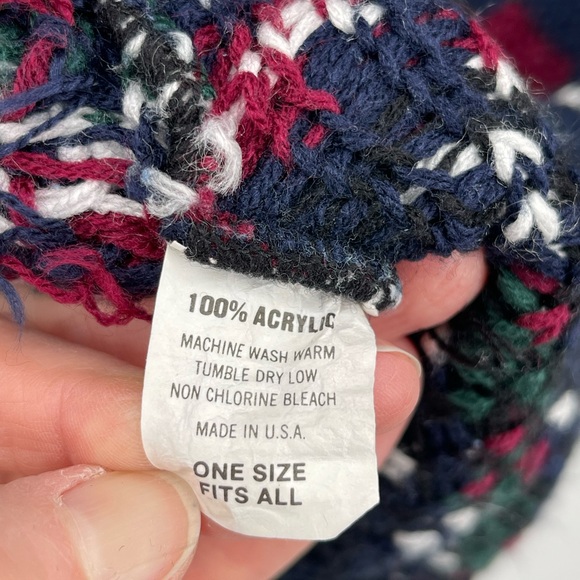 100% ACRYLIC
MACHINE WASH WARM
TUMBLE DRY LOW
NON CHLORINE BLEACH
MADE IN U.S.A.
ONE SIZE
FITS ALL